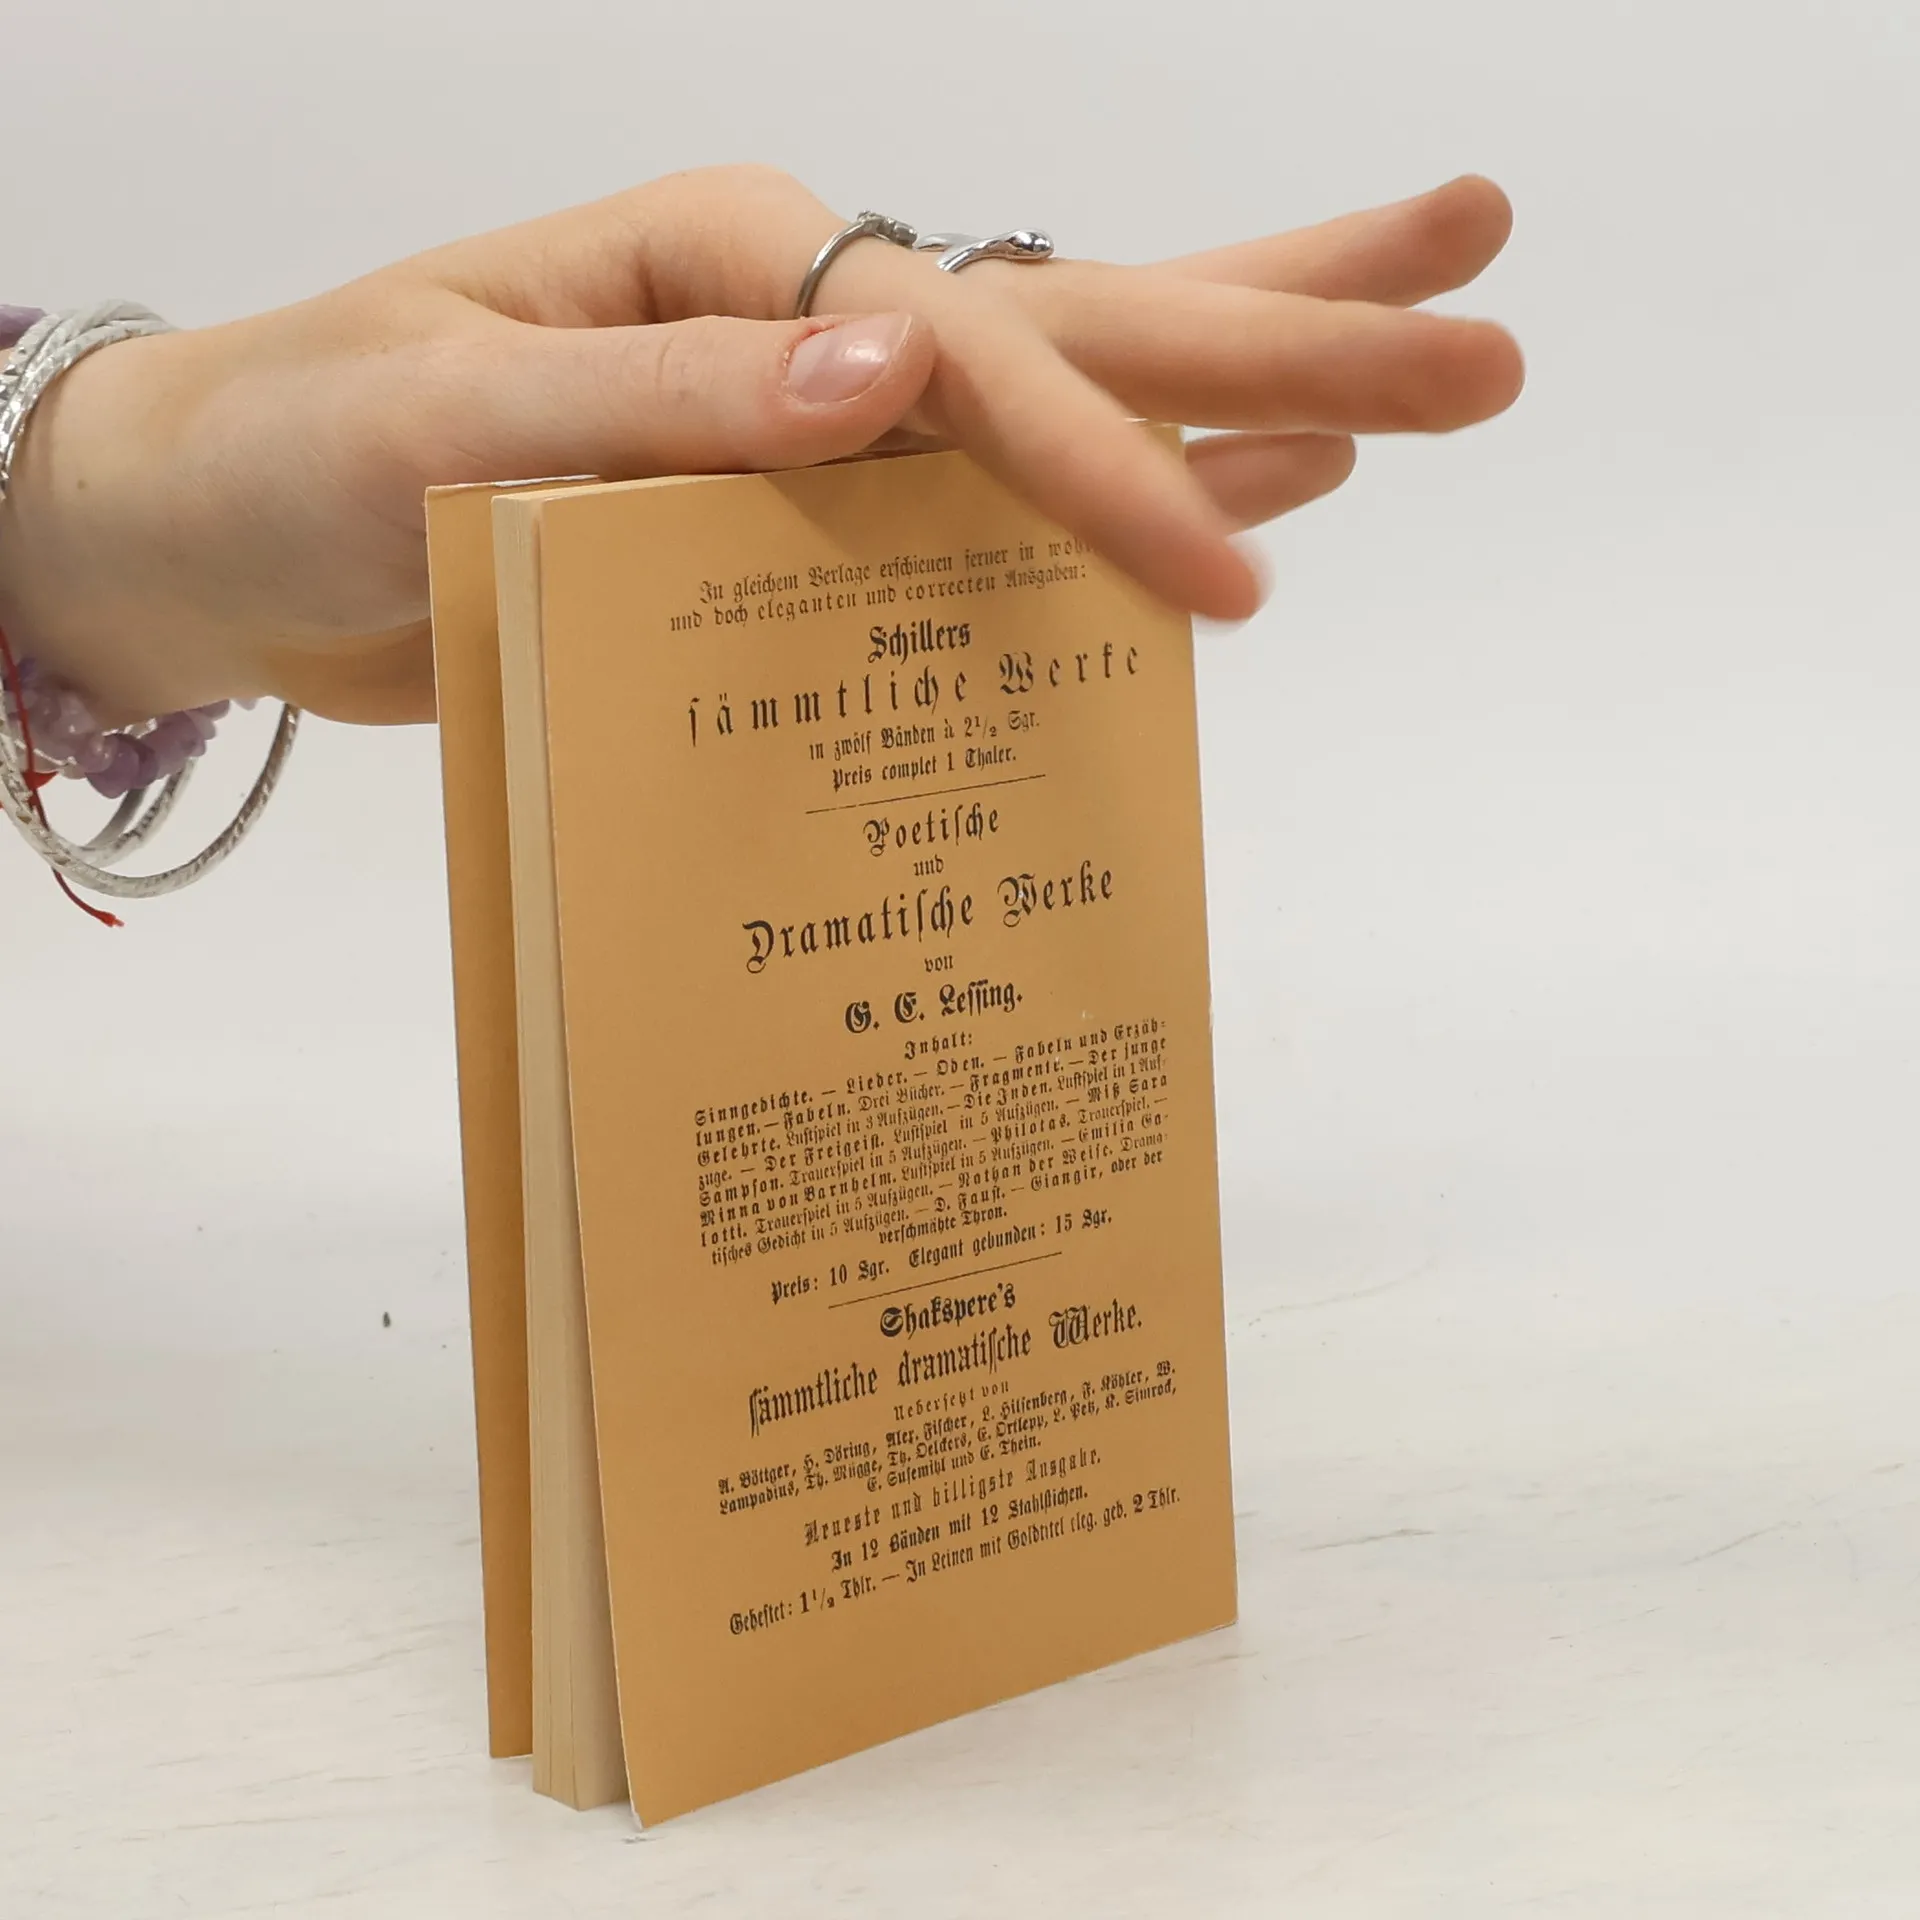 In gleichem Verlage erschienen ferner in
und doch eleganten und correcten Ausgaben:
Schillers
sämmtliche Werke
in zwölf Bänden à 2½ Sgr.
Preis complet 1 Thaler.
Poetische
und
Dramatische Werke
von
G. E. Lessing.
Inhalt:
Sinngedichte. — Lieder. — Oden. — Fabeln und Erzäh-
lungen. — Fabeln. Drei Bücher. — Fragmente. — Der junge
Gelehrte. Lustspiel in 3 Aufzügen. — Die Juden. Lustspiel in 1 Auf-
zuge. — Der Freigeist. Lustspiel in 5 Aufzügen. — Miß Sara
Sampson. Trauerspiel in 5 Aufzügen. — Philotas. Trauerspiel. —
Minna von Barnhelm. Lustspiel in 5 Aufzügen. — Emilia Ga-
lotti. Trauerspiel in 5 Aufzügen. — Nathan der Weise. Drama-
tisches Gedicht in 5 Aufzügen. — D. Faust. — Giangir, oder der
verschmähte Thron.
Preis: 10 Sgr. Elegant gebunden: 15 Sgr.
Shakspere's
sämmtliche dramatische Werke.
Uebersetzt von
A. Böttger, H. Döring, Alex. Fischer, L. Hilsenberg, F. Köhler, W.
Lampadius, Th. Mügge, Th. Oelckers, E. Ortlepp, L. Petz, K. Simrock,
E. Susemihl und E. Thein.
Neueste und billigste Ausgabe.
In 12 Bänden mit 12 Stahlstichen.
Geheftet: 1½ Thlr. — In Leinen mit Goldtitel eleg. geb. 2 Thlr.